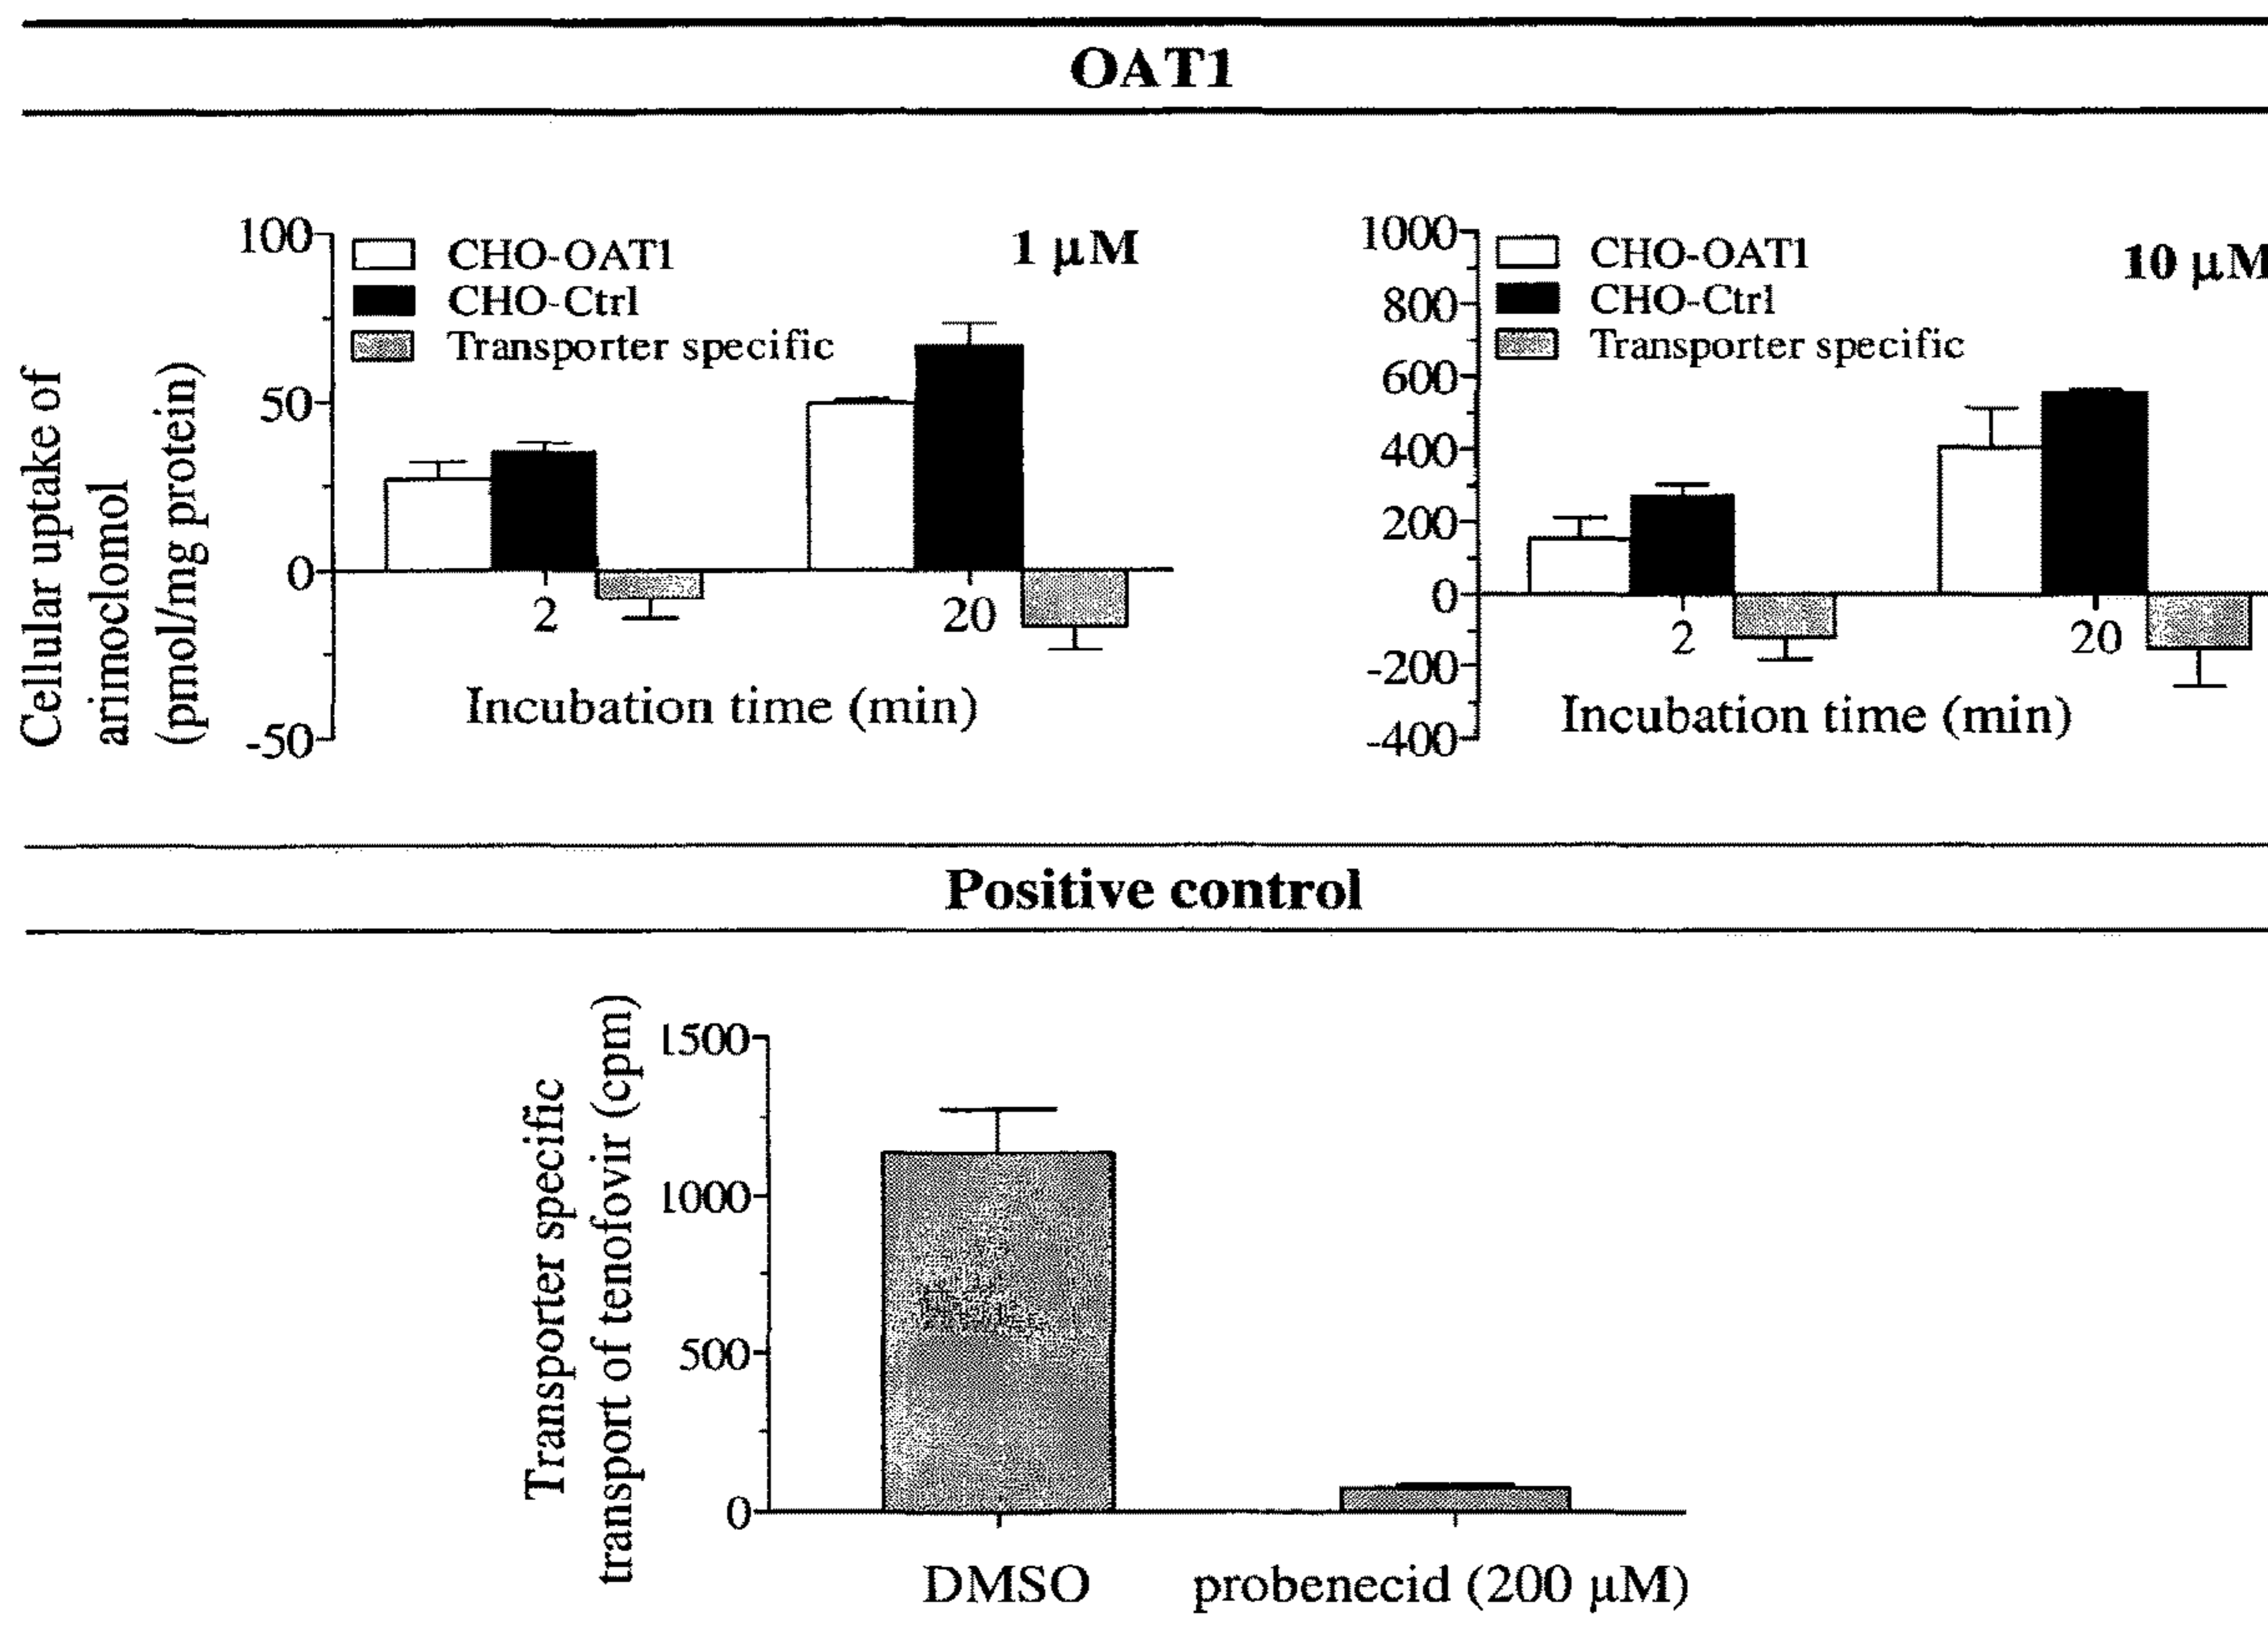 OAT1
1 µM
CHO-OAT1
CHO-Ctrl
Transporter specific
100
50
0
-50
2
20
Cellular uptake of
arimoclomol
(pmol/mg protein)
Incubation time (min)
10 µM
CHO-OAT1
CHO-Ctrl
Transporter specific
1000
800
600
400
200
0
-200
-400
2
20
Incubation time (min)
Positive control
Transporter specific
transport of tenofovir (cpm)
1500
1000
500
0
DMSO
probenecid (200 µM)